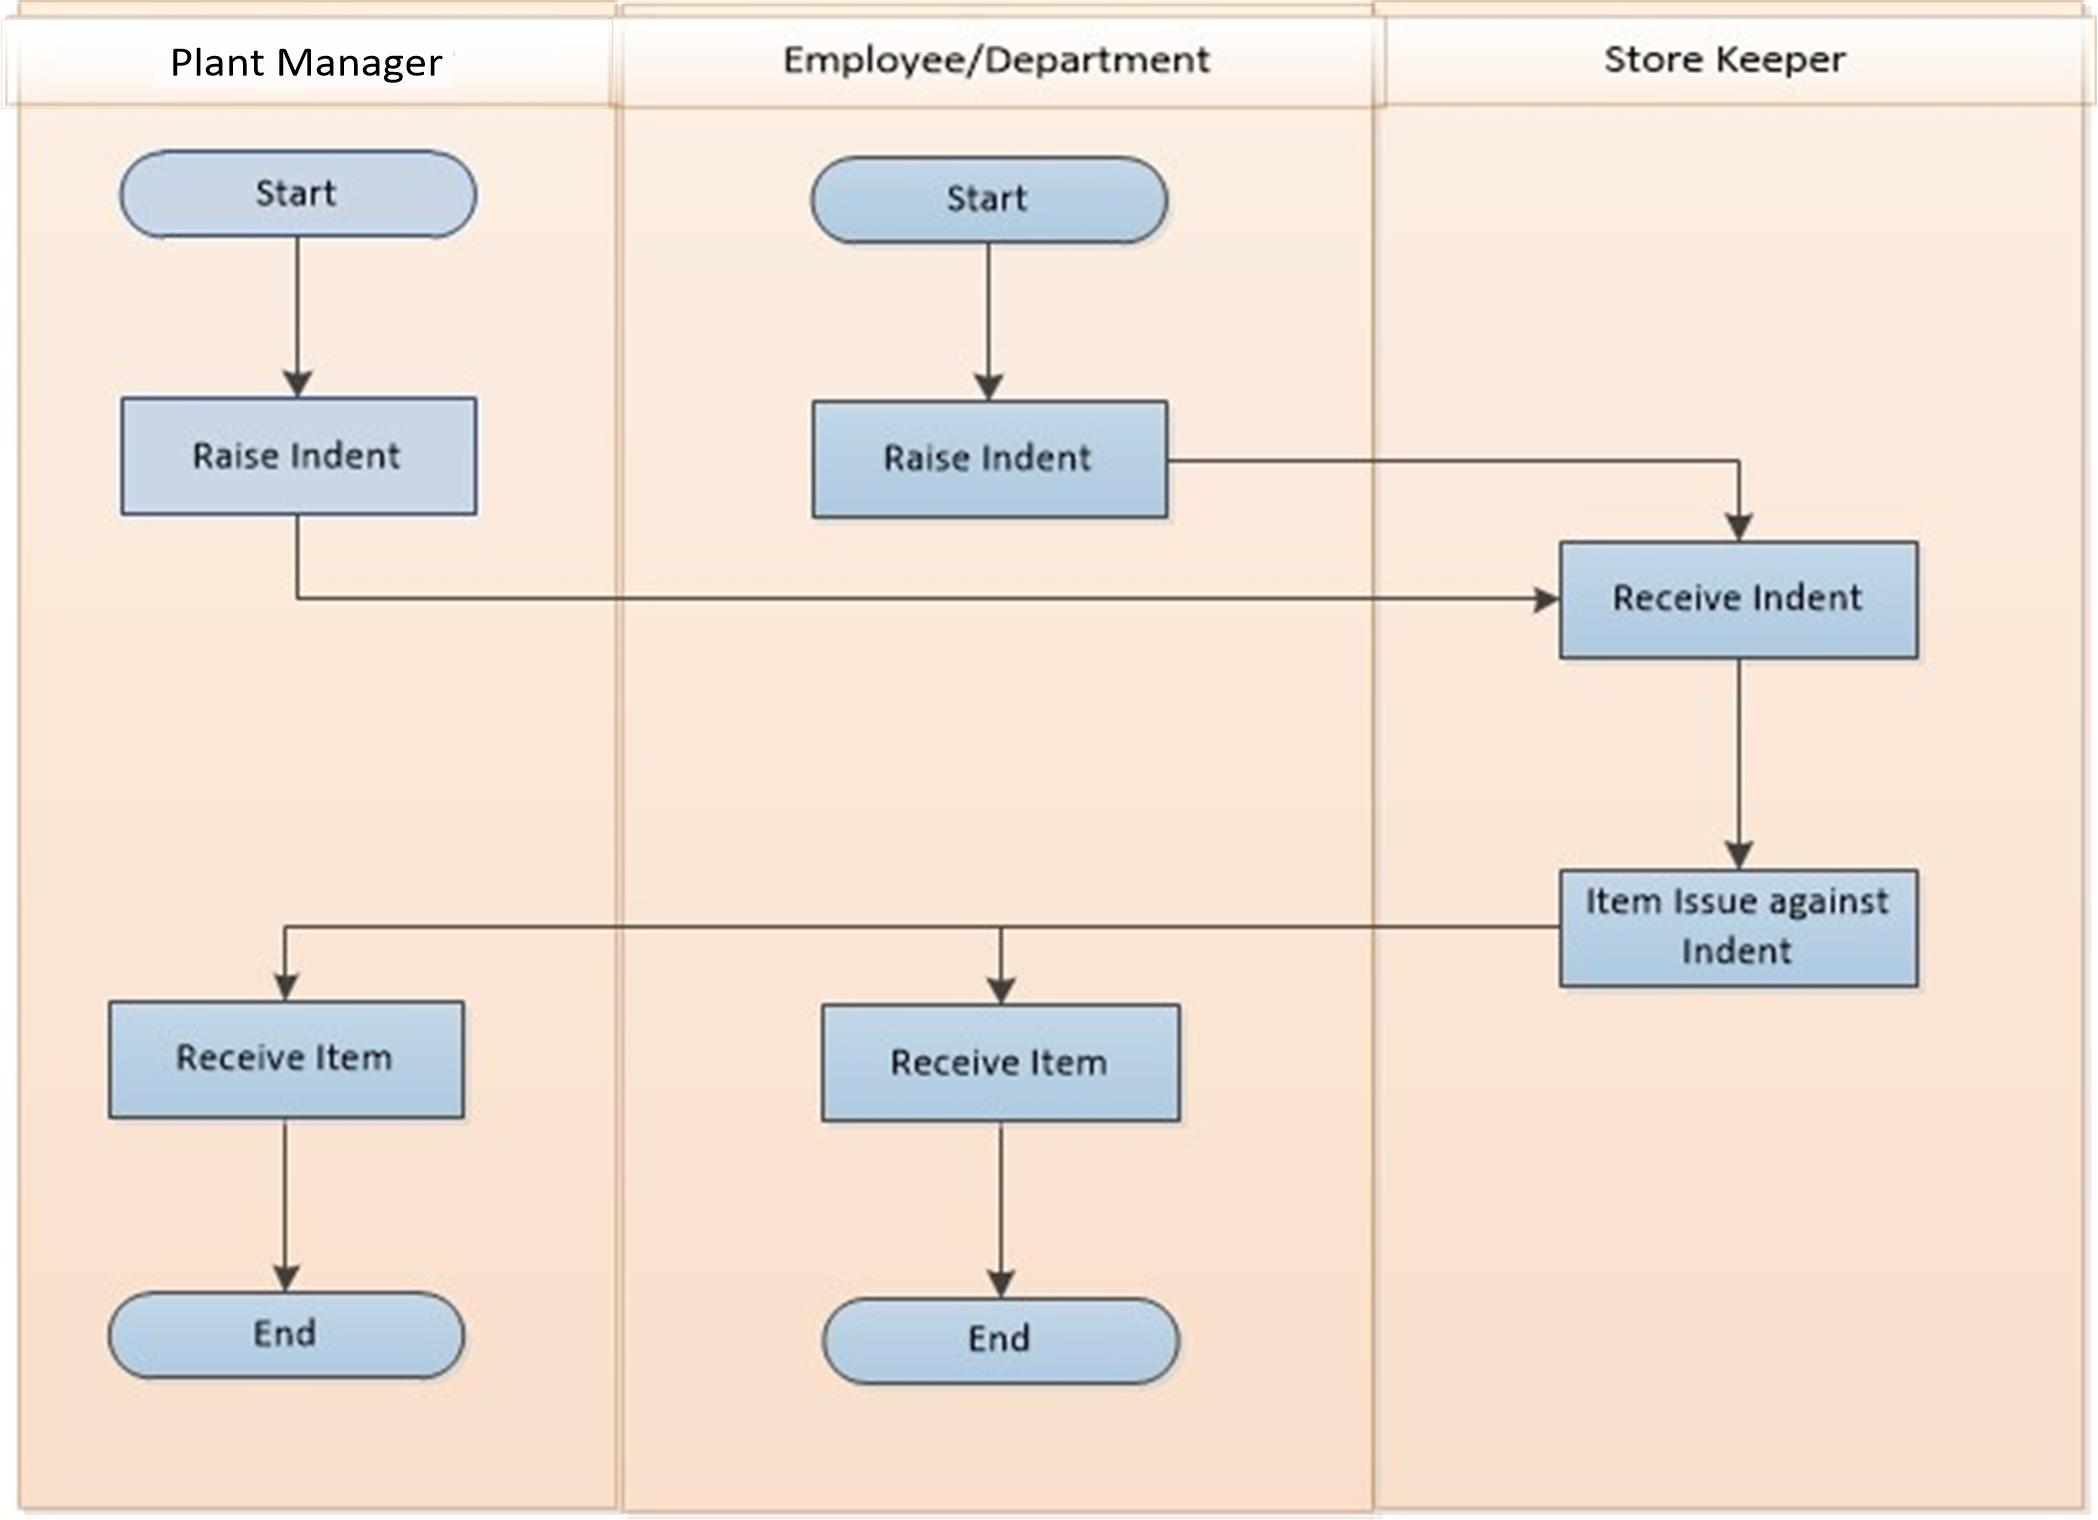 Plant Manager
Employee/Department
Store Keeper
Start
Start
Raise Indent
Raise Indent
Receive Indent
Item Issue against
Indent
Receive Item
Receive Item
End
End